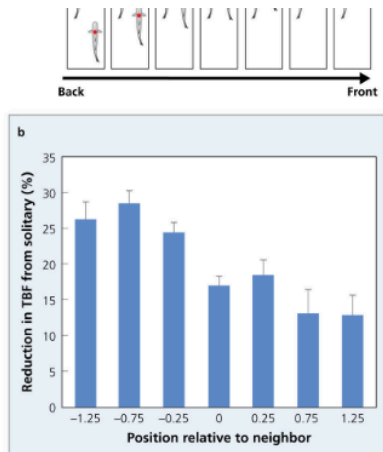 Back Front
b
35
30
25
20
15
10
5
0
Reduction in TBF from solitary (%)
−1.25 −0.75 −0.25 0 0.25 0.75 1.25
Position relative to neighbor